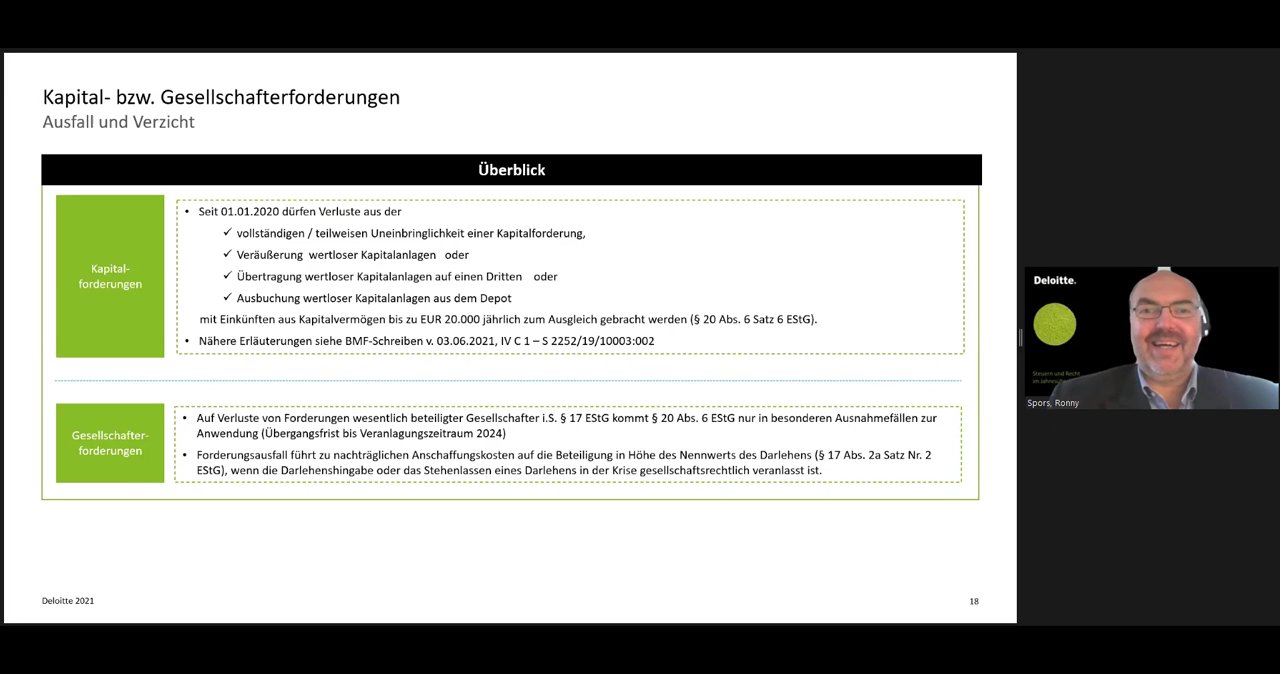 Kapital- bzw. Gesellschafterforderungen
Ausfall und Verzicht
Überblick
Kapital-
forderungen
• Seit 01.01.2020 dürfen Verluste aus der
✓ vollständigen / teilweisen Uneinbringlichkeit einer Kapitalforderung,
✓ Veräußerung wertloser Kapitalanlagen oder
✓ Übertragung wertloser Kapitalanlagen auf einen Dritten oder
✓ Ausbuchung wertloser Kapitalanlagen aus dem Depot
mit Einkünften aus Kapitalvermögen bis zu EUR 20.000 jährlich zum Ausgleich gebracht werden (§ 20 Abs. 6 Satz 6 EStG).
• Nähere Erläuterungen siehe BMF-Schreiben v. 03.06.2021, IV C 1 – S 2252/19/10003:002
Gesellschafter-
forderungen
• Auf Verluste von Forderungen wesentlich beteiligter Gesellschafter i.S. § 17 EStG kommt § 20 Abs. 6 EStG nur in besonderen Ausnahmefällen zur
Anwendung (Übergangsfrist bis Veranlagungszeitraum 2024)
• Forderungsausfall führt zu nachträglichen Anschaffungskosten auf die Beteiligung in Höhe des Nennwerts des Darlehens (§ 17 Abs. 2a Satz Nr. 2
EStG), wenn die Darlehenshingabe oder das Stehenlassen eines Darlehens in der Krise gesellschaftsrechtlich veranlasst ist.
Deloitte 2021
18
Deloitte.
Steuern und Recht
Spors, Ronny